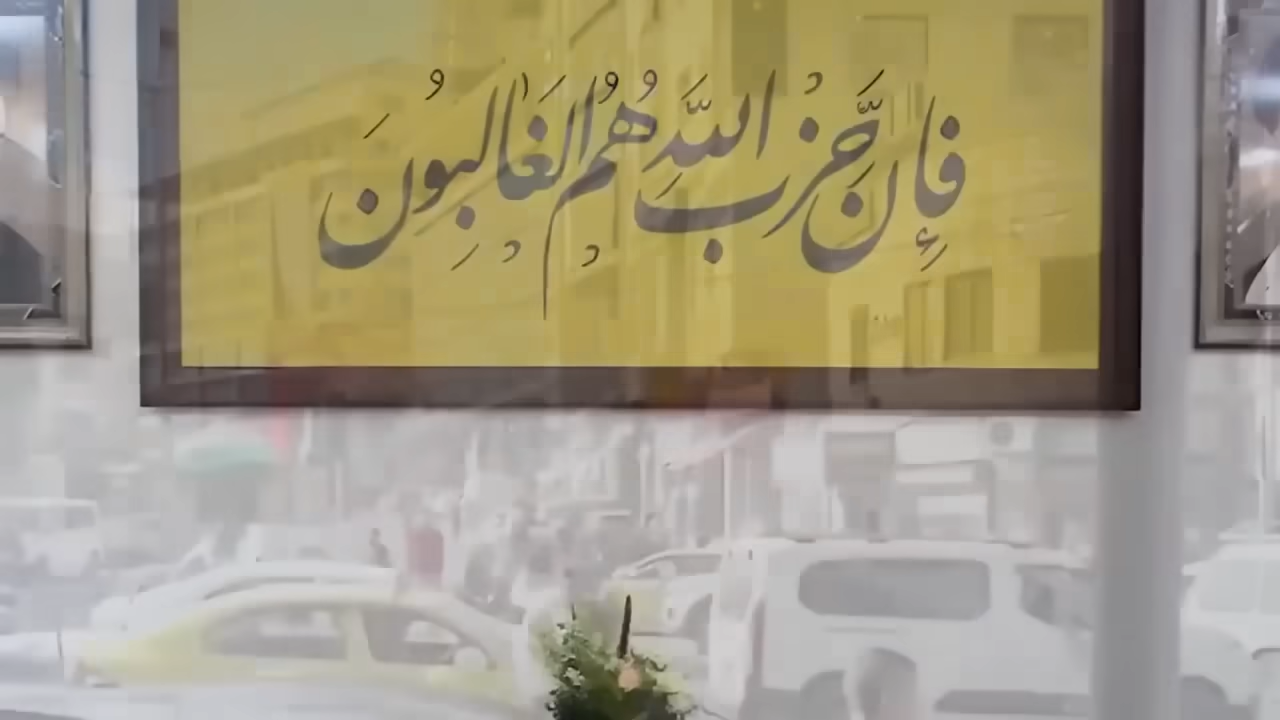 فَإِنَّ حِزْبَ اللَّهِ هُمُ الْغَالِبُونَ